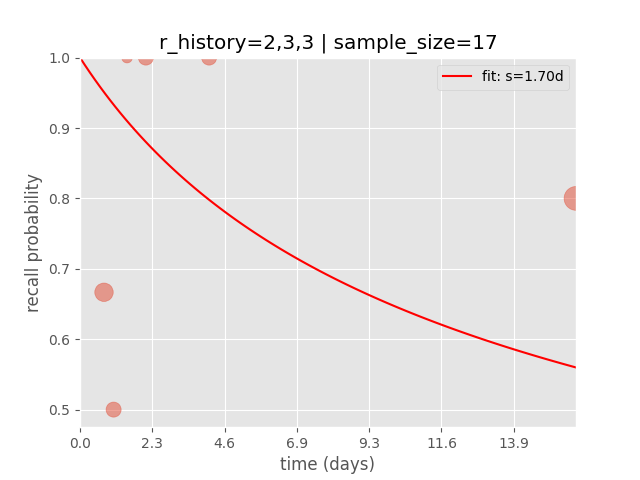 r_history=2,3,3 | sample_size=17
fit: s=1.70d
recall probability
1.0
0.9
0.8
0.7
0.6
0.5
0.0 2.3 4.6 6.9 9.3 11.6 13.9
time (days)